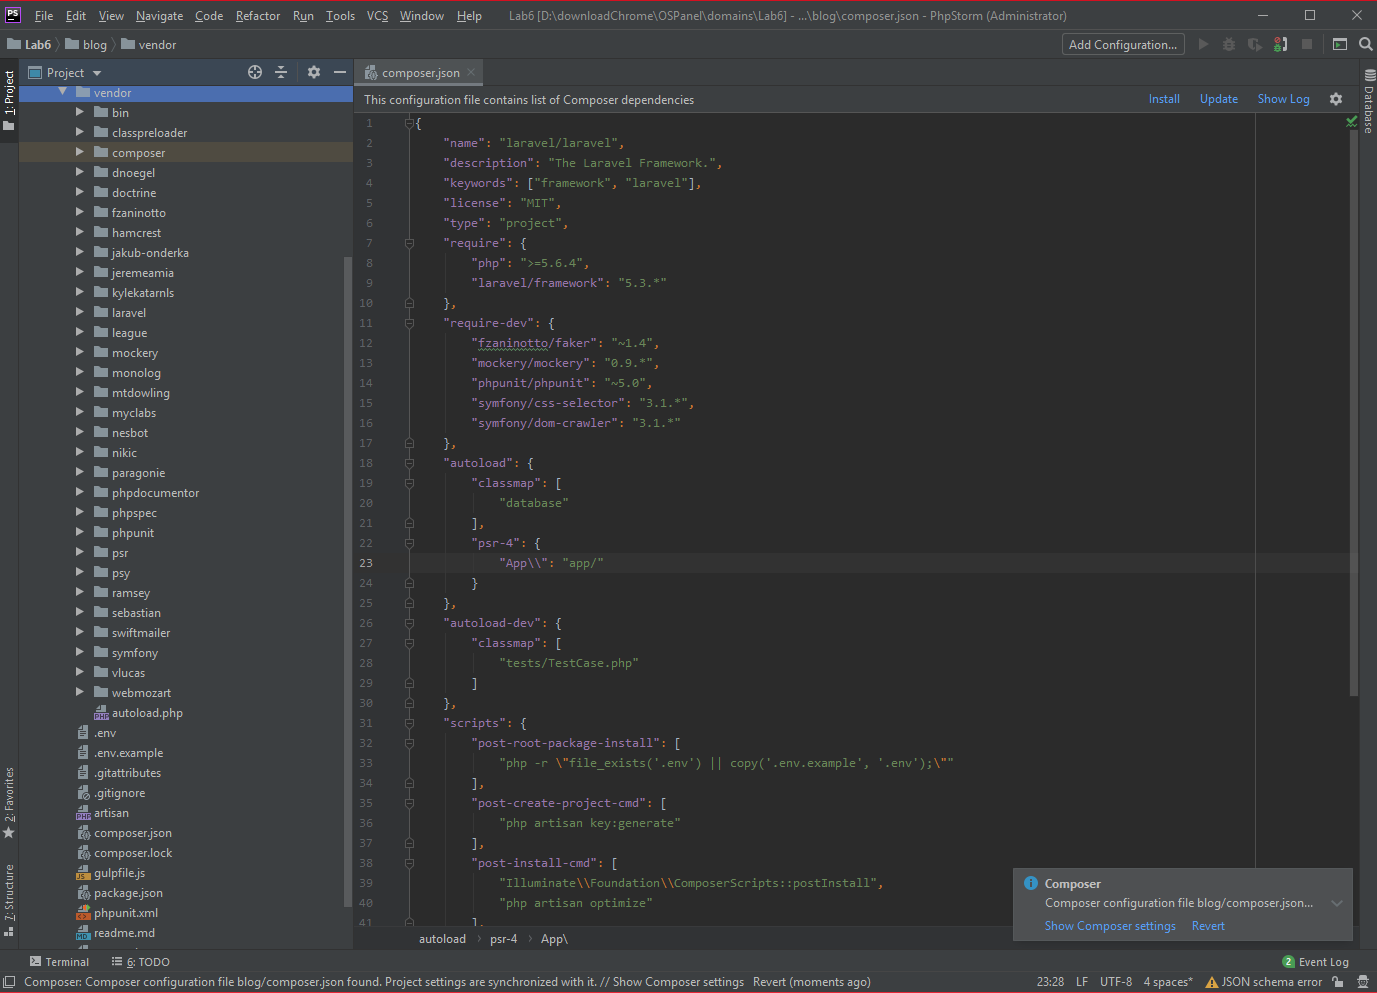 PS File Edit View Navigate Code Refactor Run Tools VCS Window Help Lab6 [D:\downloadChrome\OSPanel\domains\Lab6] - ...\blog\composer.json - PhpStorm (Administrator)
Lab6 blog vendor Add Configuration...
1: Project
2: Favorites
7: Structure
Project
vendor
bin
classpreloader
composer
dnoegel
doctrine
fzaninotto
hamcrest
jakub-onderka
jeremeamia
kylekatarnls
laravel
league
mockery
monolog
mtdowling
myclabs
nesbot
nikic
paragonie
phpdocumentor
phpspec
phpunit
psr
psy
ramsey
sebastian
swiftmailer
symfony
vlucas
webmozart
autoload.php
.env
.env.example
.gitattributes
.gitignore
artisan
composer.json
composer.lock
gulpfile.js
package.json
phpunit.xml
readme.md
composer.json
This configuration file contains list of Composer dependencies Install Update Show Log
Database
1 {
2 "name": "laravel/laravel",
3 "description": "The Laravel Framework.",
4 "keywords": ["framework", "laravel"],
5 "license": "MIT",
6 "type": "project",
7 "require": {
8 "php": ">=5.6.4",
9 "laravel/framework": "5.3.*"
10 },
11 "require-dev": {
12 "fzaninotto/faker": "~1.4",
13 "mockery/mockery": "0.9.*",
14 "phpunit/phpunit": "~5.0",
15 "symfony/css-selector": "3.1.*",
16 "symfony/dom-crawler": "3.1.*"
17 },
18 "autoload": {
19 "classmap": [
20 "database"
21 ],
22 "psr-4": {
23 "App\\": "app/"
24 }
25 },
26 "autoload-dev": {
27 "classmap": [
28 "tests/TestCase.php"
29 ]
30 },
31 "scripts": {
32 "post-root-package-install": [
33 "php -r \"file_exists('.env') || copy('.env.example', '.env');\""
34 ],
35 "post-create-project-cmd": [
36 "php artisan key:generate"
37 ],
38 "post-install-cmd": [
39 "Illuminate\\Foundation\\ComposerScripts::postInstall",
40 "php artisan optimize"
41 ],
Composer
Composer configuration file blog/composer.json...
Show Composer settings Revert
autoload psr-4 App\
Terminal 6: TODO 2 Event Log
Composer: Composer configuration file blog/composer.json found. Project settings are synchronized with it. // Show Composer settings Revert (moments ago) 23:28 LF UTF-8 4 spaces* JSON schema error